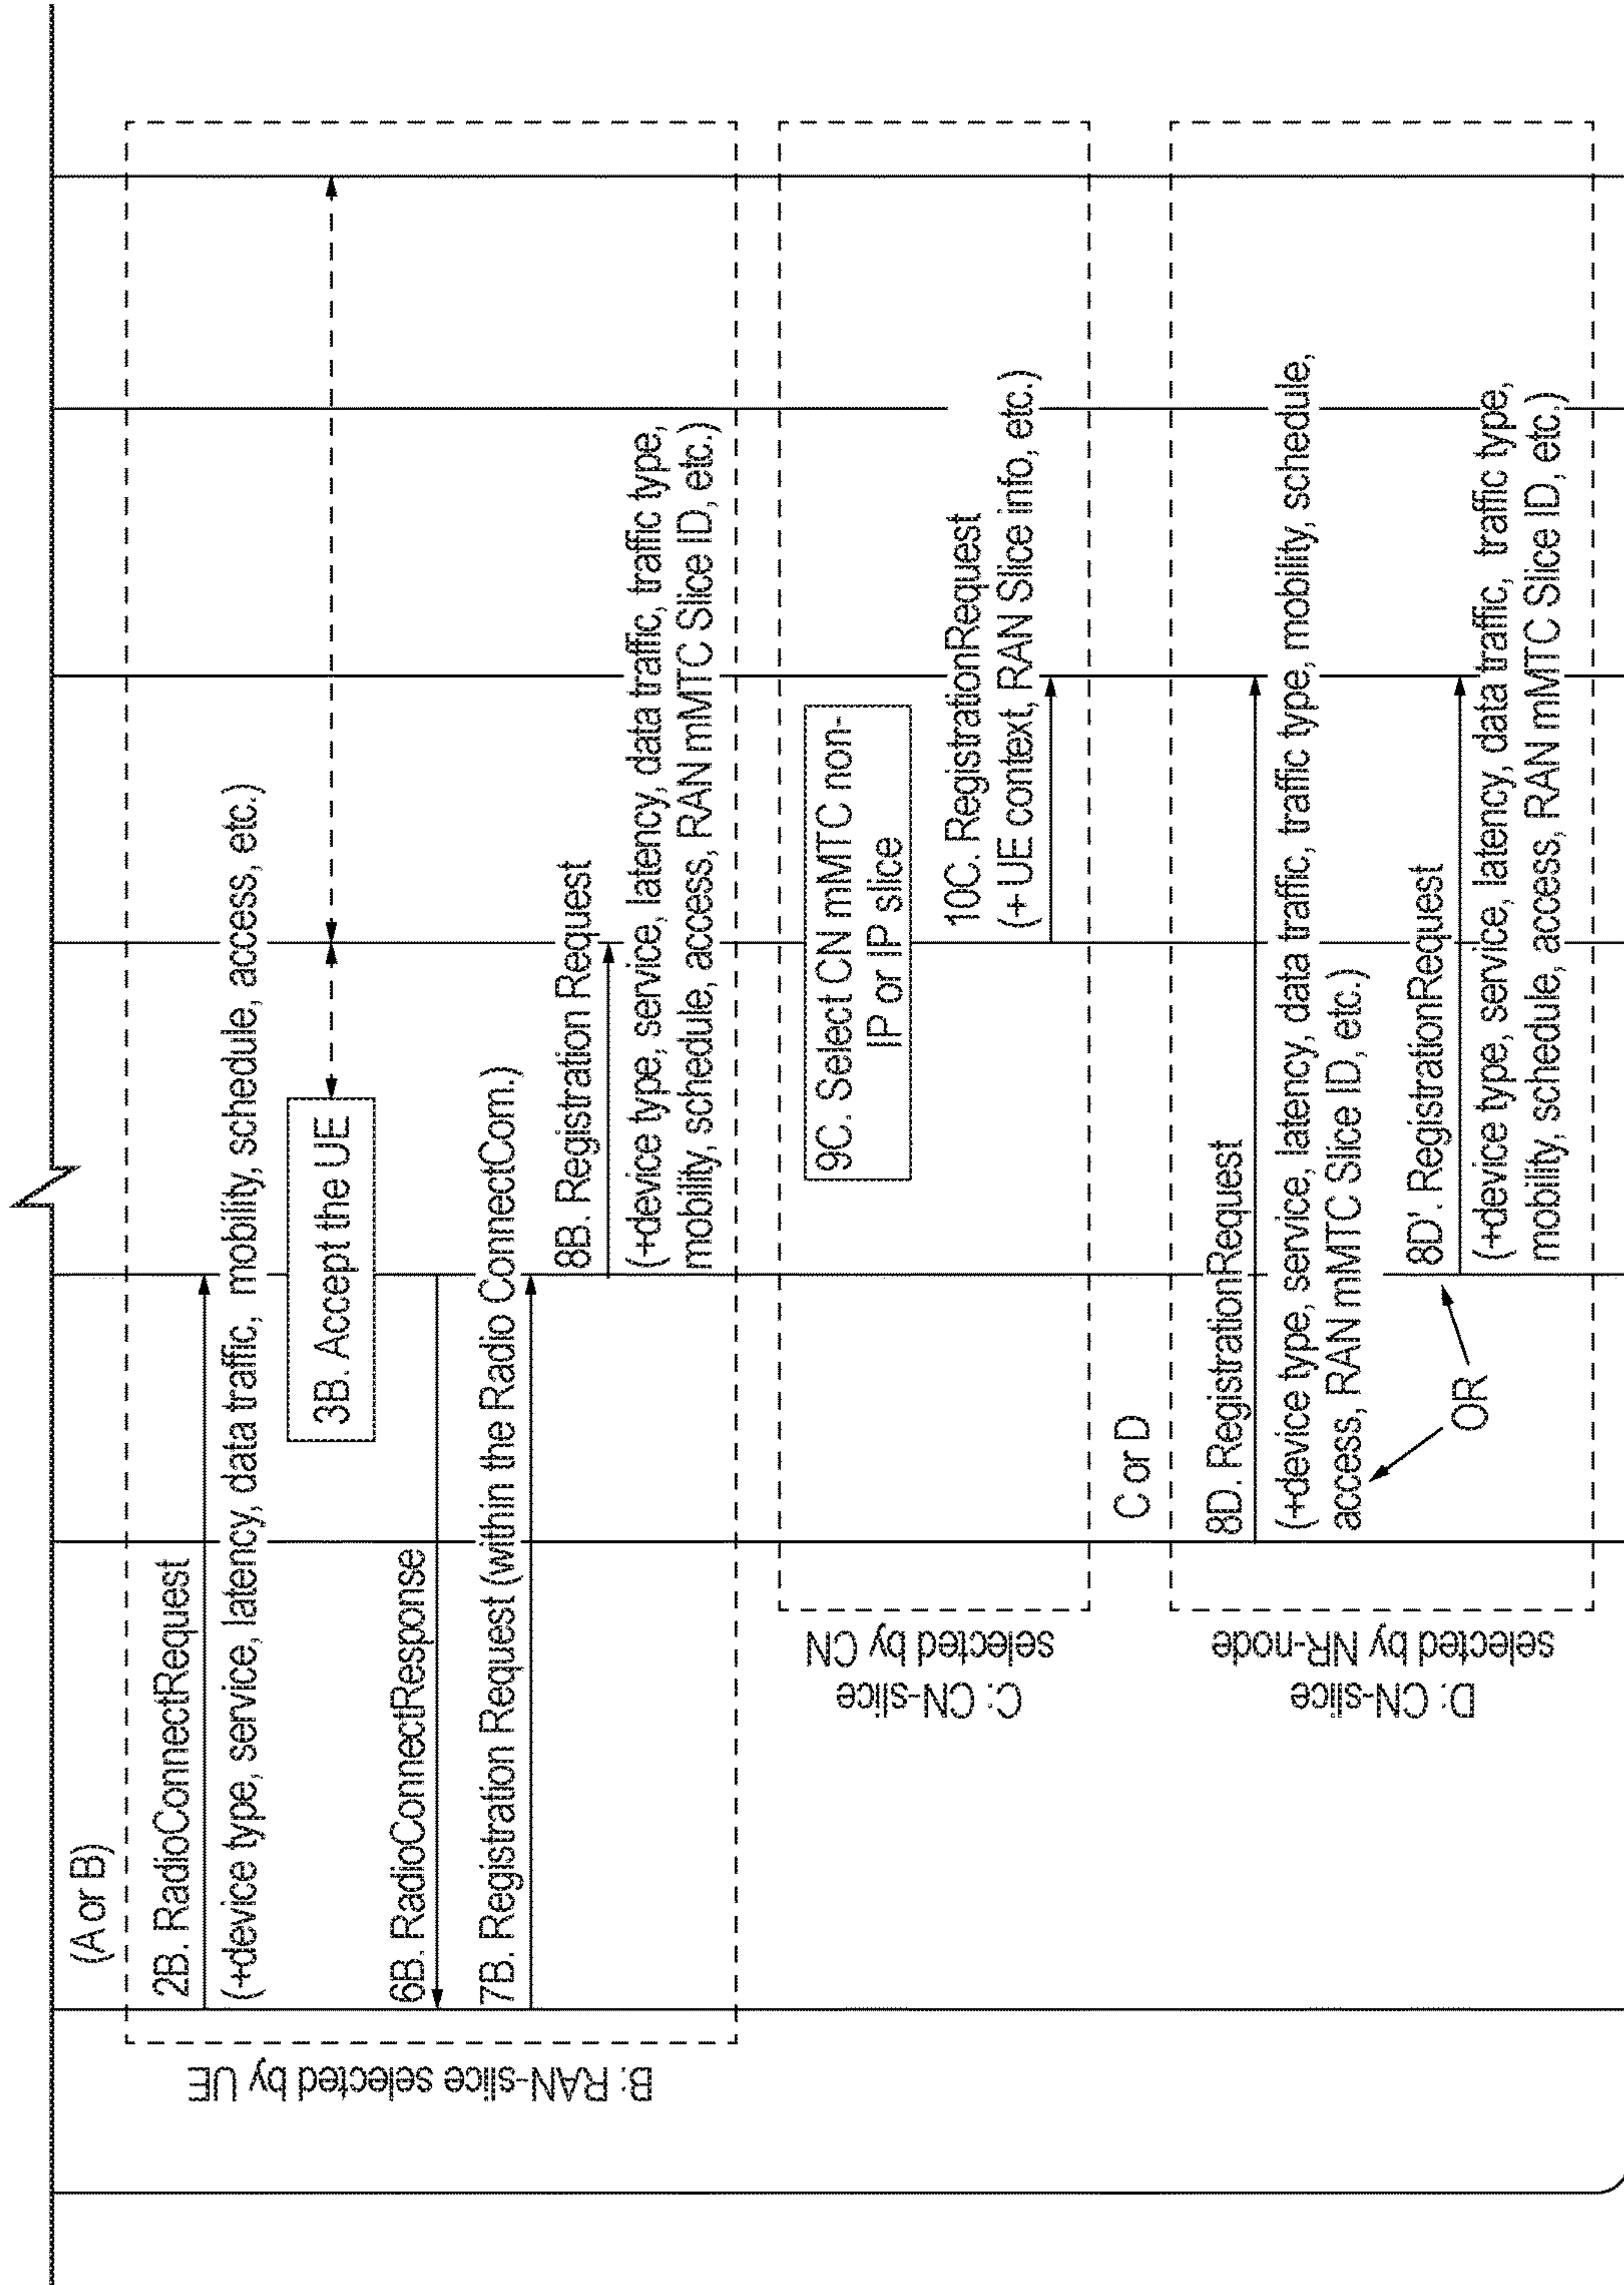 (A or B)
B: RAN-slice selected by UE
2B. RadioConnectRequest
(+device type, service, latency, data traffic, mobility, schedule, access, etc.)
3B. Accept the UE
6B. RadioConnectResponse
7B. Registration Request (within the Radio ConnectCom.)
8B. Registration Request
(+device type, service, latency, data traffic, traffic type,
mobility, schedule, access, RAN mMTC Slice ID, etc.)
C: CN-slice
selected by CN
9C. Select CN mMTC non-
IP or IP slice
10C. RegistrationRequest
(+ UE context, RAN Slice info, etc.)
C or D
D: CN-slice
selected by NR-node
8D. RegistrationRequest
(+device type, service, latency, data traffic, traffic type, mobility, schedule,
access, RAN mMTC Slice ID, etc.)
OR
8D'. RegistrationRequest
(+device type, service, latency, data traffic, traffic type,
mobility, schedule, access, RAN mMTC Slice ID, etc.)